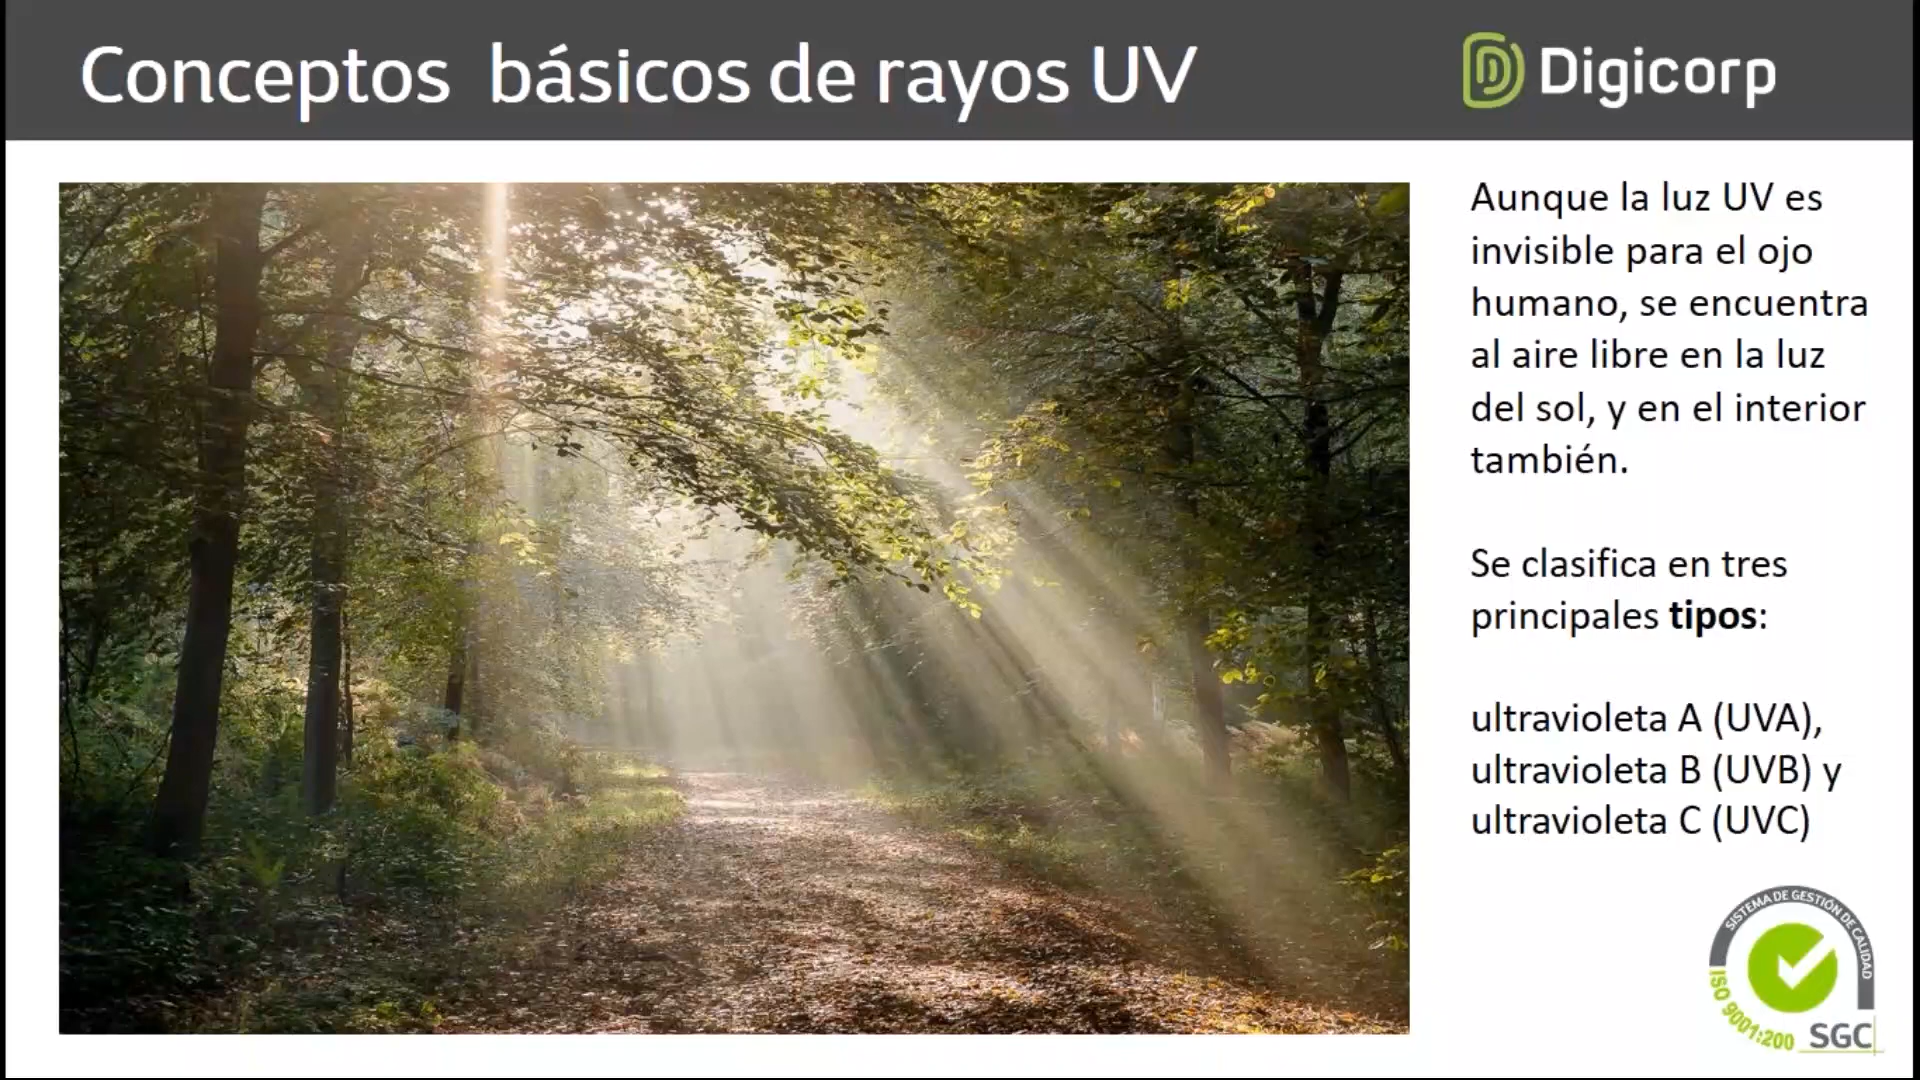 Conceptos básicos de rayos UV
Digicorp
Aunque la luz UV es
invisible para el ojo
humano, se encuentra
al aire libre en la luz
del sol, y en el interior
también.
Se clasifica en tres
principales tipos:
ultravioleta A (UVA),
ultravioleta B (UVB) y
ultravioleta C (UVC)
SISTEMA DE GESTIÓN DE CALIDAD
ISO 9001:200
SGC